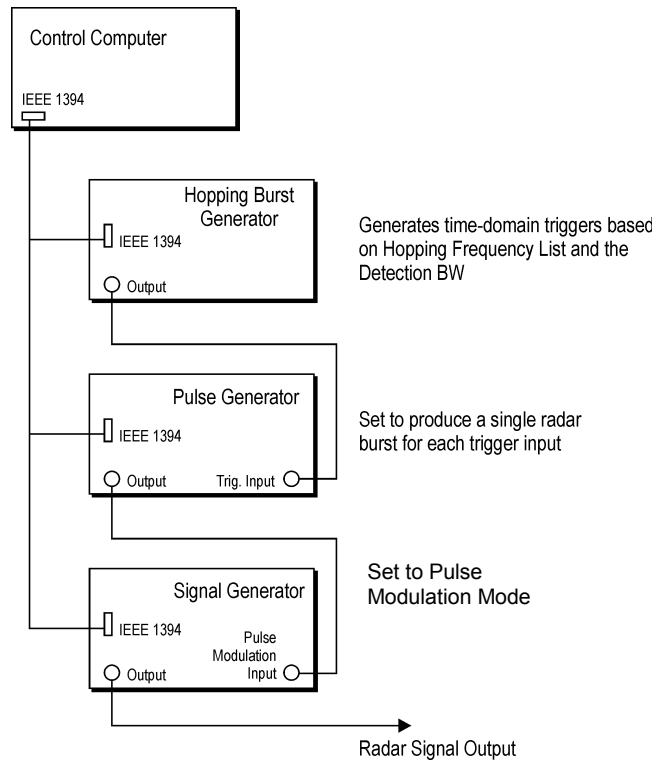 Control Computer
IEEE 1394
Hopping Burst
Generator
IEEE 1394
Output
Generates time-domain triggers based
on Hopping Frequency List and the
Detection BW
Pulse Generator
IEEE 1394
Output
Trig. Input
Set to produce a single radar
burst for each trigger input
Signal Generator
IEEE 1394
Pulse
Modulation
Input
Output
Set to Pulse
Modulation Mode
Radar Signal Output